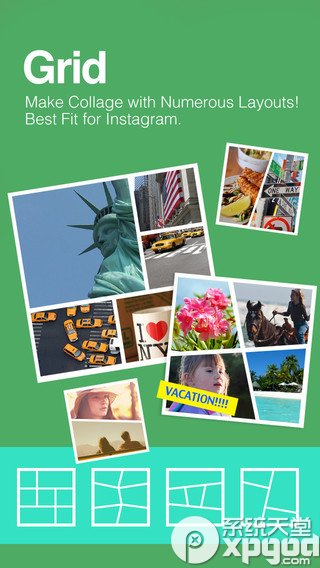 Grid
Make Collage with Numerous Layouts!
Best Fit for Instagram.
ONE WAY
I
NY
VACATION!!!!
系统天堂
xpgod